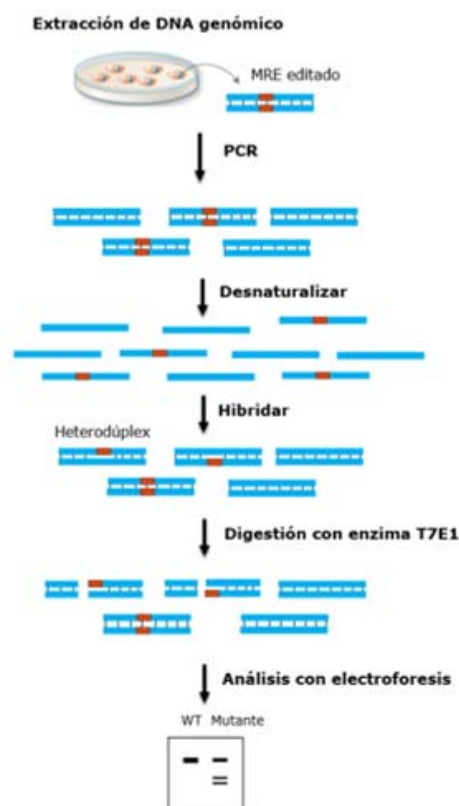 Extracción de DNA genómico
MRE editado
PCR
Desnaturalizar
Hibridar
Heterodúplex
Digestión con enzima T7E1
Análisis con electroforesis
WT Mutante